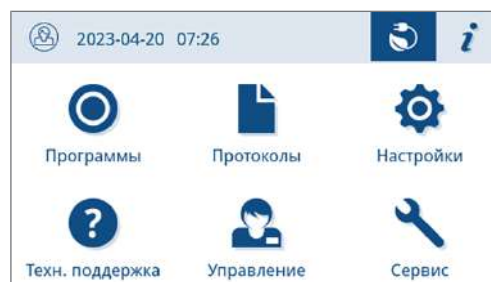 2023-04-20 07:26 i
Программы Протоколы Настройки
?
Техн. поддержка Управление Сервис